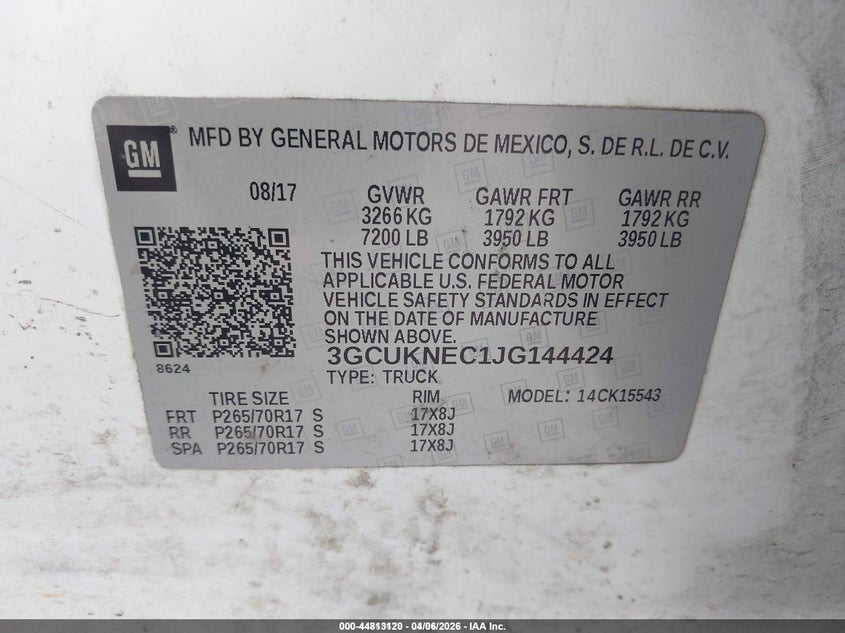 GM
MFD BY GENERAL MOTORS DE MEXICO, S. DE R.L. DE C.V.
08/17 GVWR GAWR FRT GAWR RR
3266 KG 1792 KG 1792 KG
7200 LB 3950 LB 3950 LB
THIS VEHICLE CONFORMS TO ALL
APPLICABLE U.S. FEDERAL MOTOR
VEHICLE SAFETY STANDARDS IN EFFECT
ON THE DATE OF MANUFACTURE
SHOWN ABOVE.
8624
3GCUKNEC1JG144424
TYPE: TRUCK
TIRE SIZE RIM MODEL: 14CK15543
FRT P265/70R17 S 17X8J
RR P265/70R17 S 17X8J
SPA P265/70R17 S 17X8J
000-44813120 - 04/06/2026 - IAA Inc.